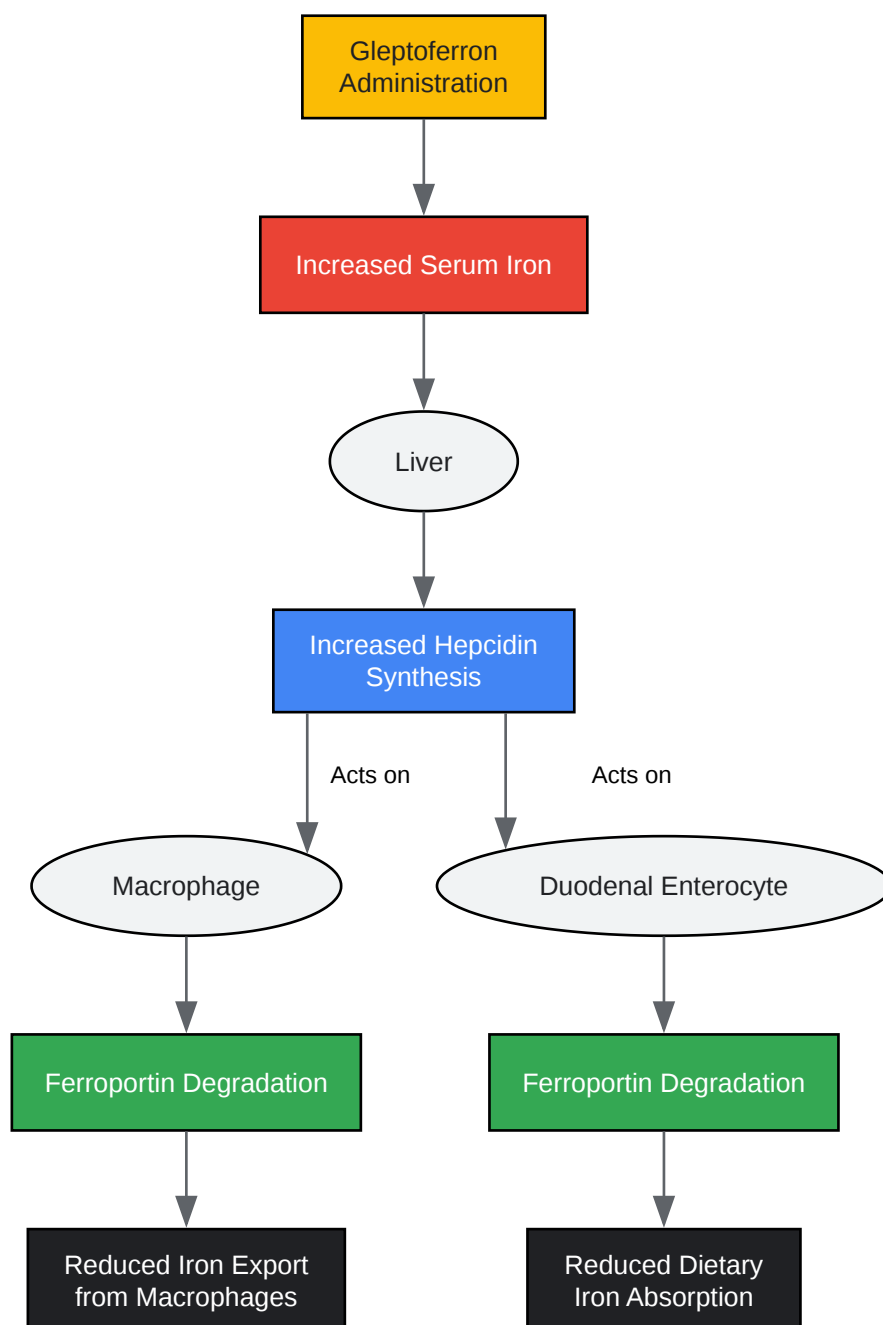 Gleptoferron
Administration
Increased Serum Iron
Liver
Increased Hepcidin
Synthesis
Acts on
Acts on
Macrophage
Duodenal Enterocyte
Ferroportin Degradation
Ferroportin Degradation
Reduced Iron Export
from Macrophages
Reduced Dietary
Iron Absorption